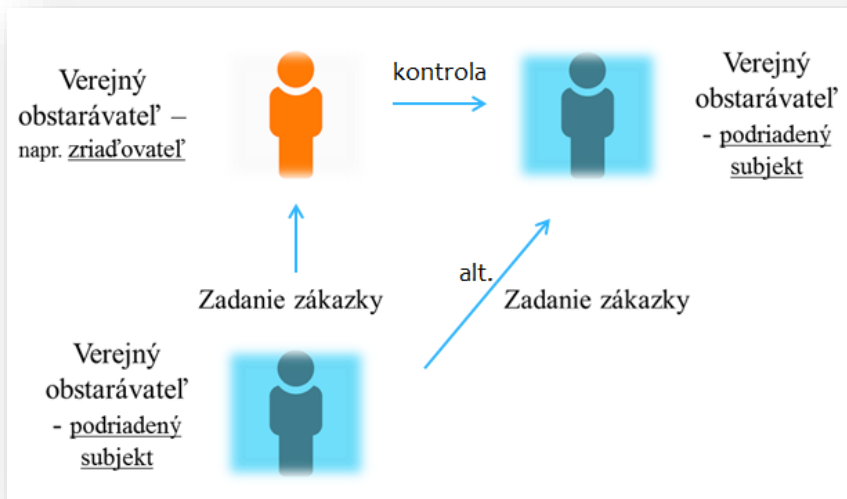 Verejný
obstarávateľ –
napr. zriaďovateľ
kontrola
Verejný
obstarávateľ
- podriadený
subjekt
alt.
Zadanie zákazky
Zadanie zákazky
Verejný
obstarávateľ
- podriadený
subjekt